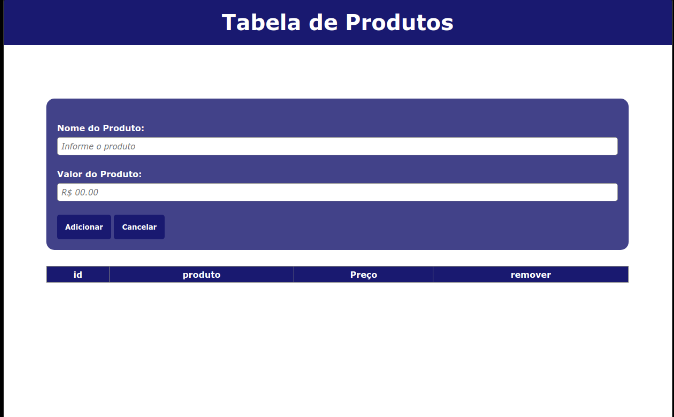 Tabela de Produtos
Nome do Produto:
Informe o produto
Valor do Produto:
R$ 00.00
Adicionar Cancelar
id produto Preço remover